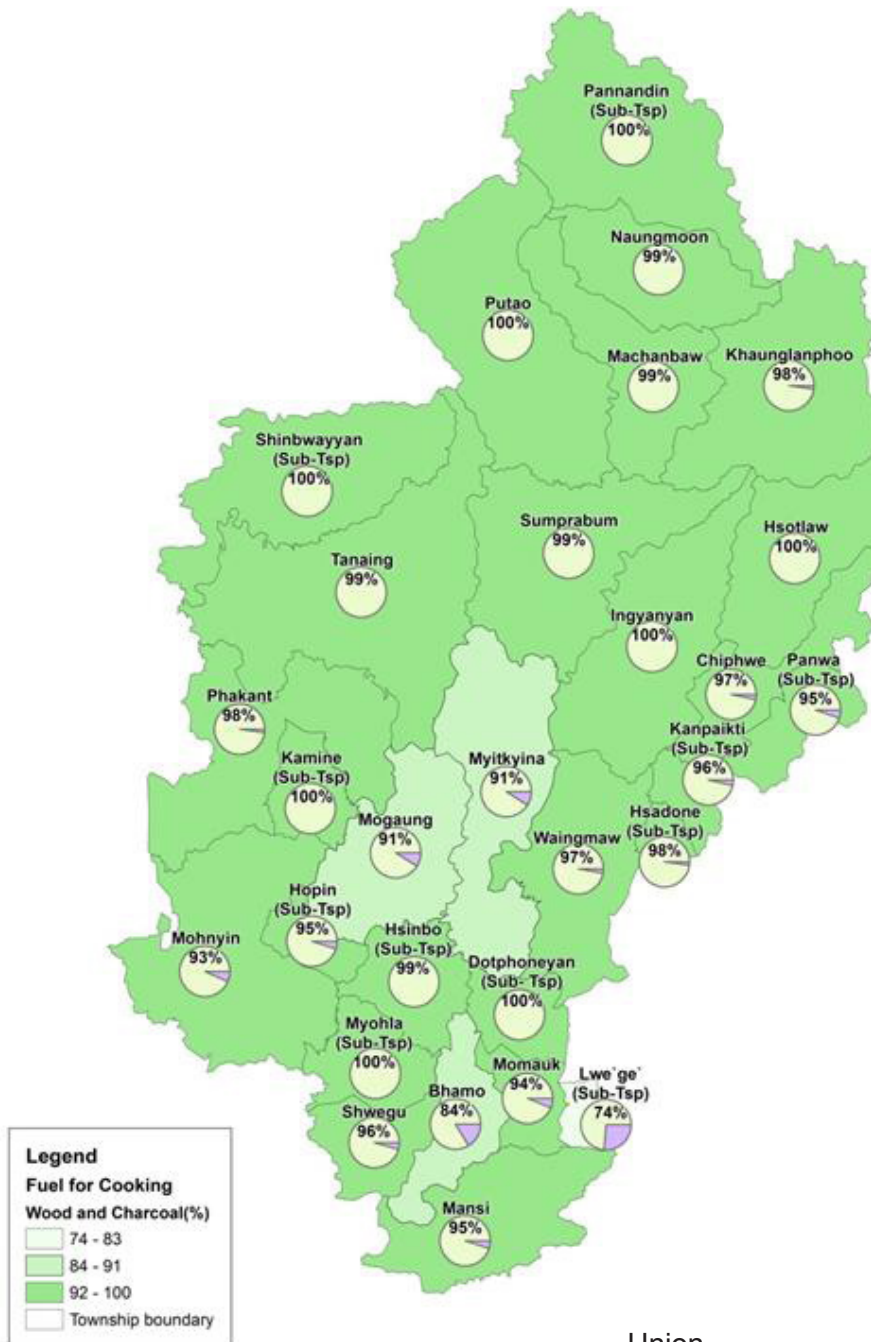 Pannandin
(Sub-Tsp)
100%
Naungmoon
99%
Putao
100%
Machanbaw
99%
Khaunglanphoo
98%
Shinbwayyan
(Sub-Tsp)
100%
Sumprabum
99%
Hsotlaw
100%
Tanaing
99%
Ingyanyan
100%
Chiphwe
97%
Panwa
(Sub-Tsp)
95%
Phakant
98%
Kanpaikti
(Sub-Tsp)
96%
Kamine
(Sub-Tsp)
100%
Myitkyina
91%
Mogaung
91%
Waingmaw
97%
Hsadone
(Sub-Tsp)
98%
Hopin
(Sub-Tsp)
95%
Mohnyin
93%
Hsinbo
(Sub-Tsp)
99%
Dotphoneyan
(Sub- Tsp)
100%
Myohla
(Sub-Tsp)
100%
Bhamo
84%
Momauk
94%
Lwe`ge`
(Sub-Tsp)
74%
Shwegu
96%
Mansi
95%
Legend
Fuel for Cooking
Wood and Charcoal(%)
74 - 83
84 - 91
92 - 100
Township boundary